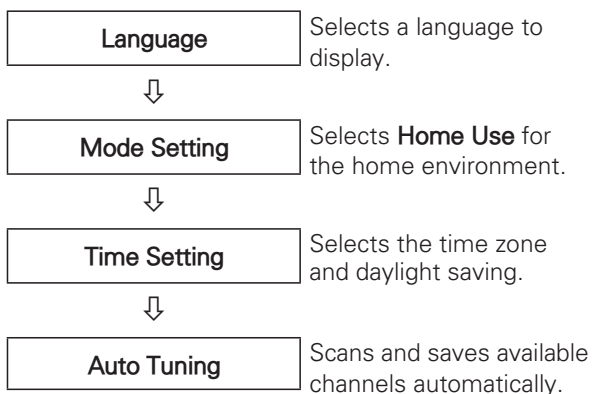 Language
Selects a language to
display.
⇩
Mode Setting
Selects Home Use for
the home environment.
⇩
Time Setting
Selects the time zone
and daylight saving.
⇩
Auto Tuning
Scans and saves available
channels automatically.